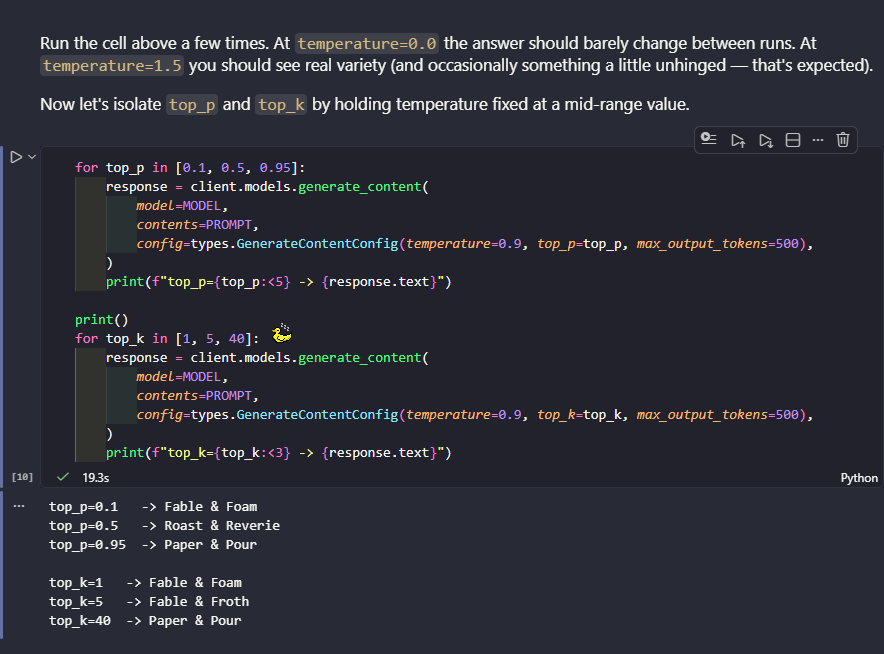 Run the cell above a few times. At temperature=0.0 the answer should barely change between runs. At
temperature=1.5 you should see real variety (and occasionally something a little unhinged — that's expected).
Now let's isolate top_p and top_k by holding temperature fixed at a mid-range value.
for top_p in [0.1, 0.5, 0.95]:
    response = client.models.generate_content(
        model=MODEL,
        contents=PROMPT,
        config=types.GenerateContentConfig(temperature=0.9, top_p=top_p, max_output_tokens=500),
    )
    print(f"top_p={top_p:<5} -> {response.text}")

print()
for top_k in [1, 5, 40]:
    response = client.models.generate_content(
        model=MODEL,
        contents=PROMPT,
        config=types.GenerateContentConfig(temperature=0.9, top_k=top_k, max_output_tokens=500),
    )
    print(f"top_k={top_k:<3} -> {response.text}")
[10] 19.3s Python
top_p=0.1   -> Fable & Foam
top_p=0.5   -> Roast & Reverie
top_p=0.95  -> Paper & Pour

top_k=1   -> Fable & Foam
top_k=5   -> Fable & Froth
top_k=40  -> Paper & Pour